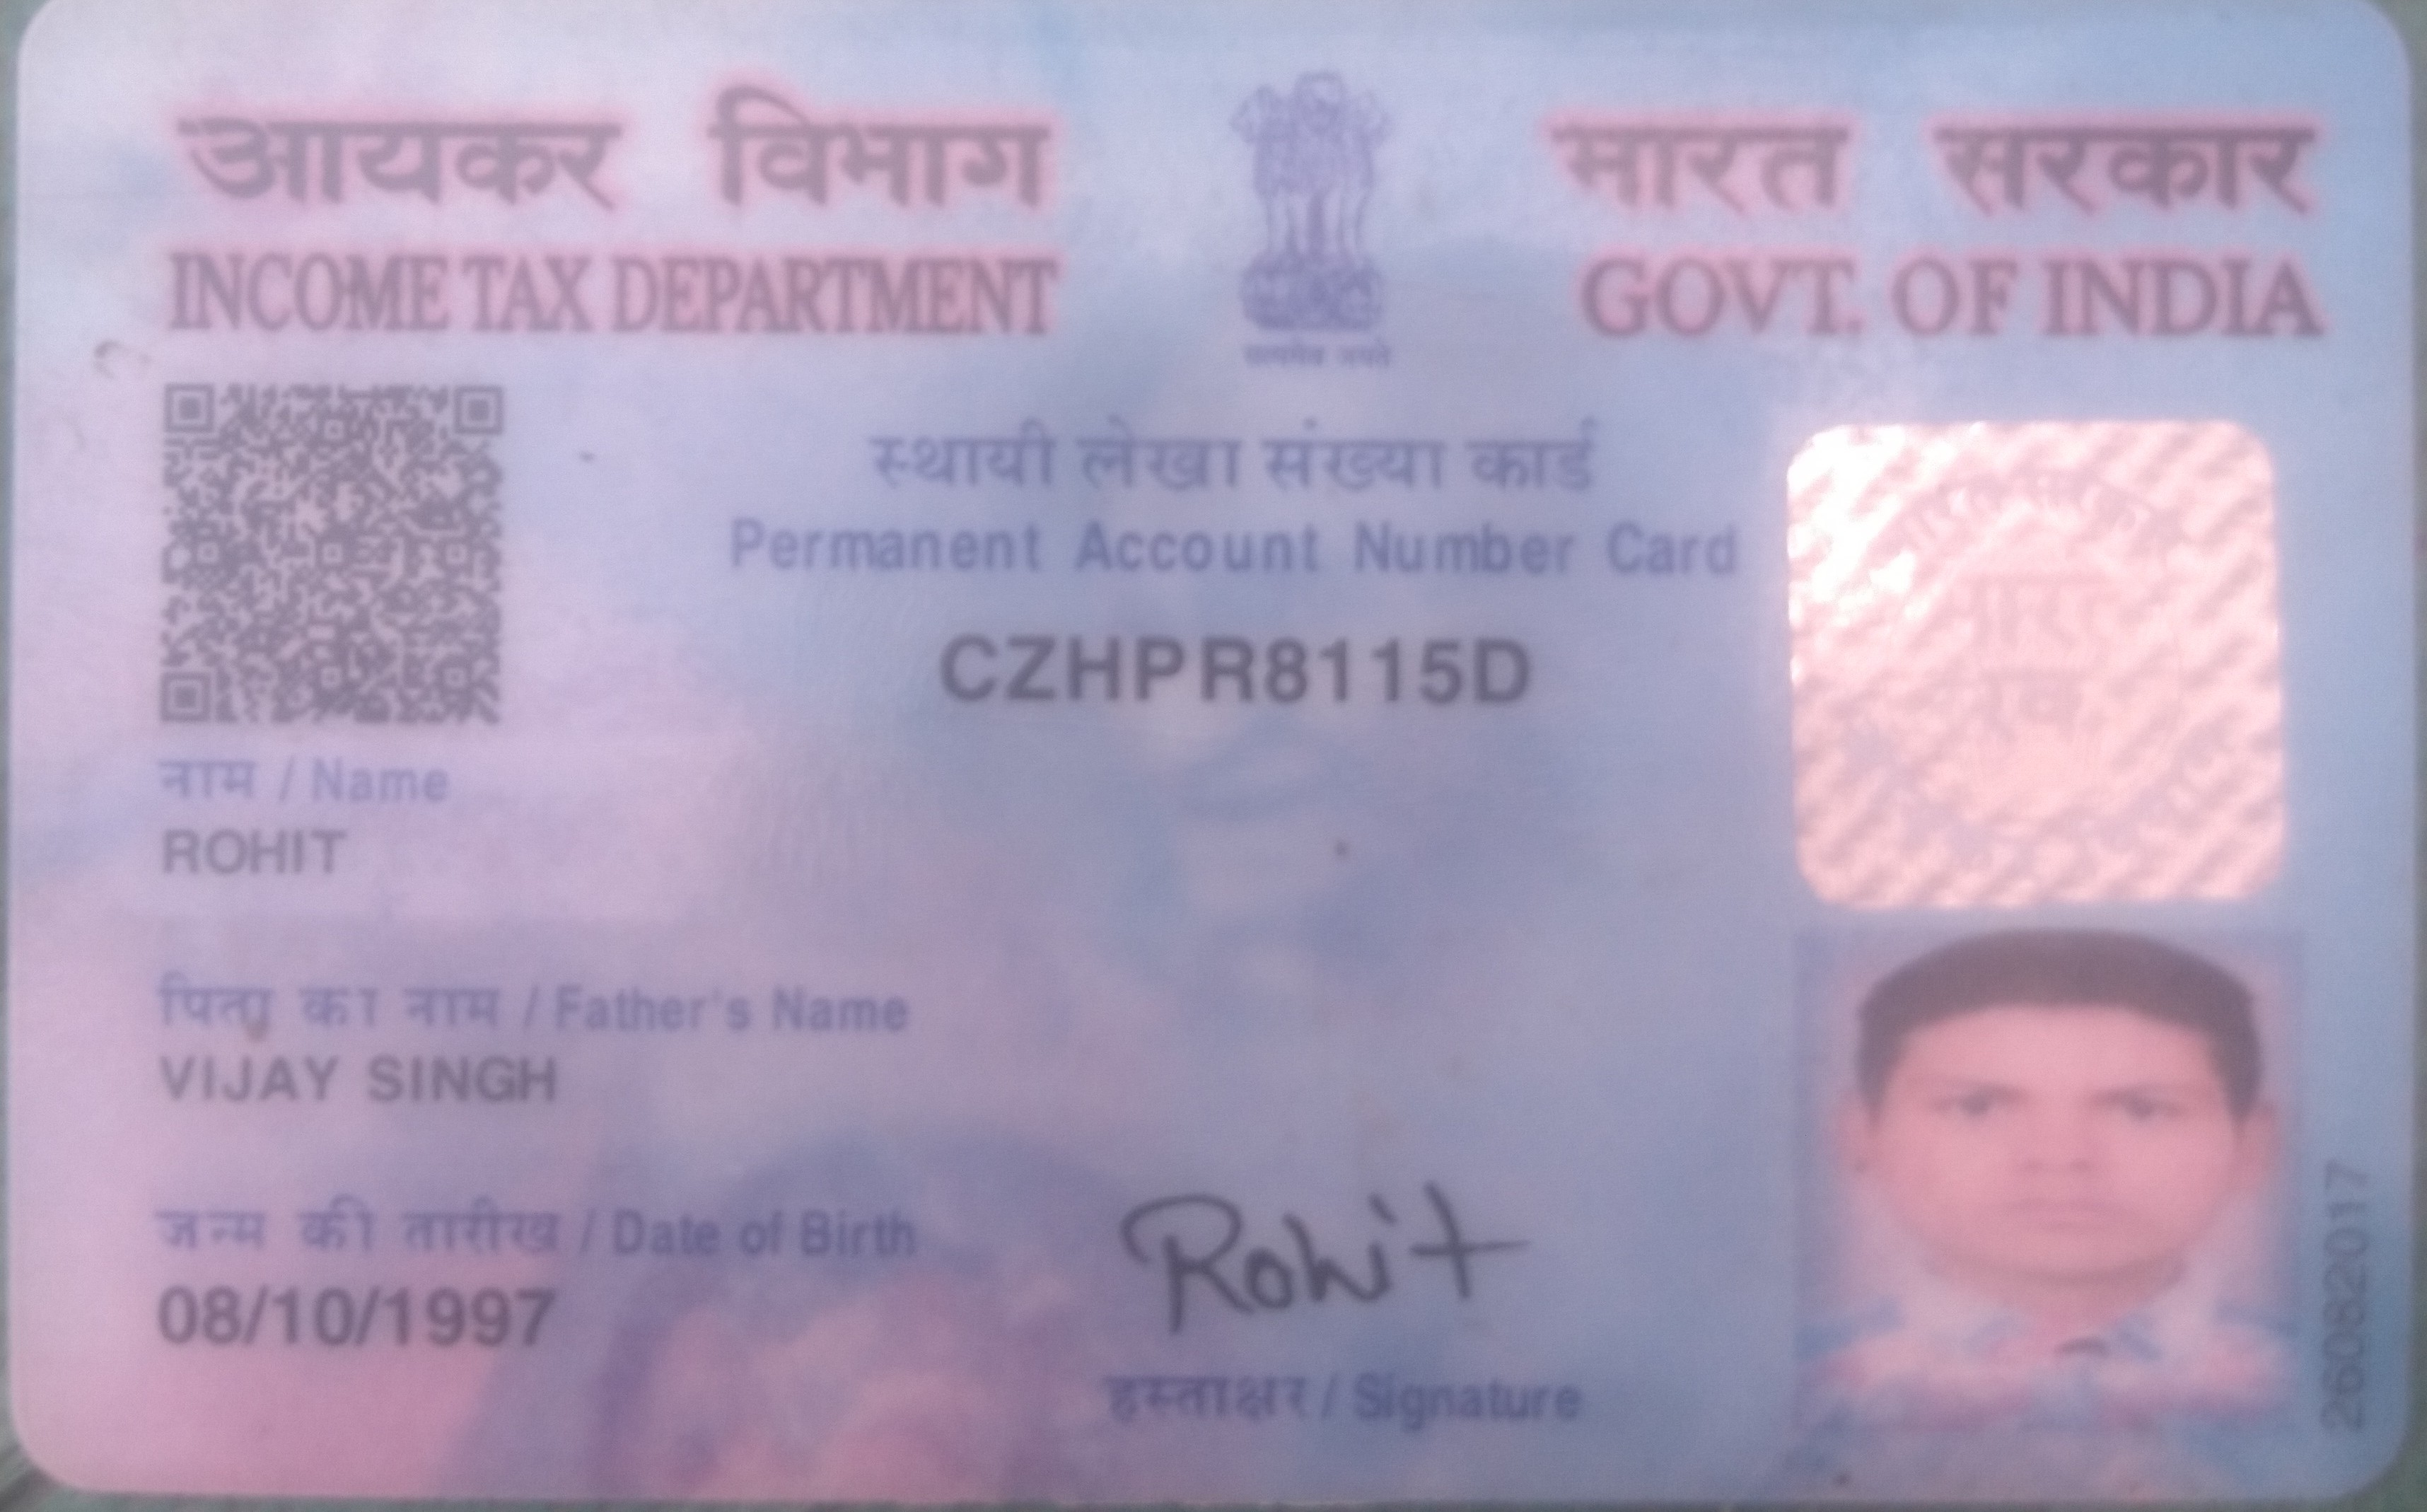 आयकर विभाग
INCOME TAX DEPARTMENT
सत्यमेव जयते
भारत सरकार
GOVT. OF INDIA
स्थायी लेखा संख्या कार्ड
Permanent Account Number Card
CZHPR8115D
नाम / Name
ROHIT
पिता का नाम / Father's Name
VIJAY SINGH
जन्म की तारीख / Date of Birth
08/10/1997
Rohit
हस्ताक्षर / Signature
26082017